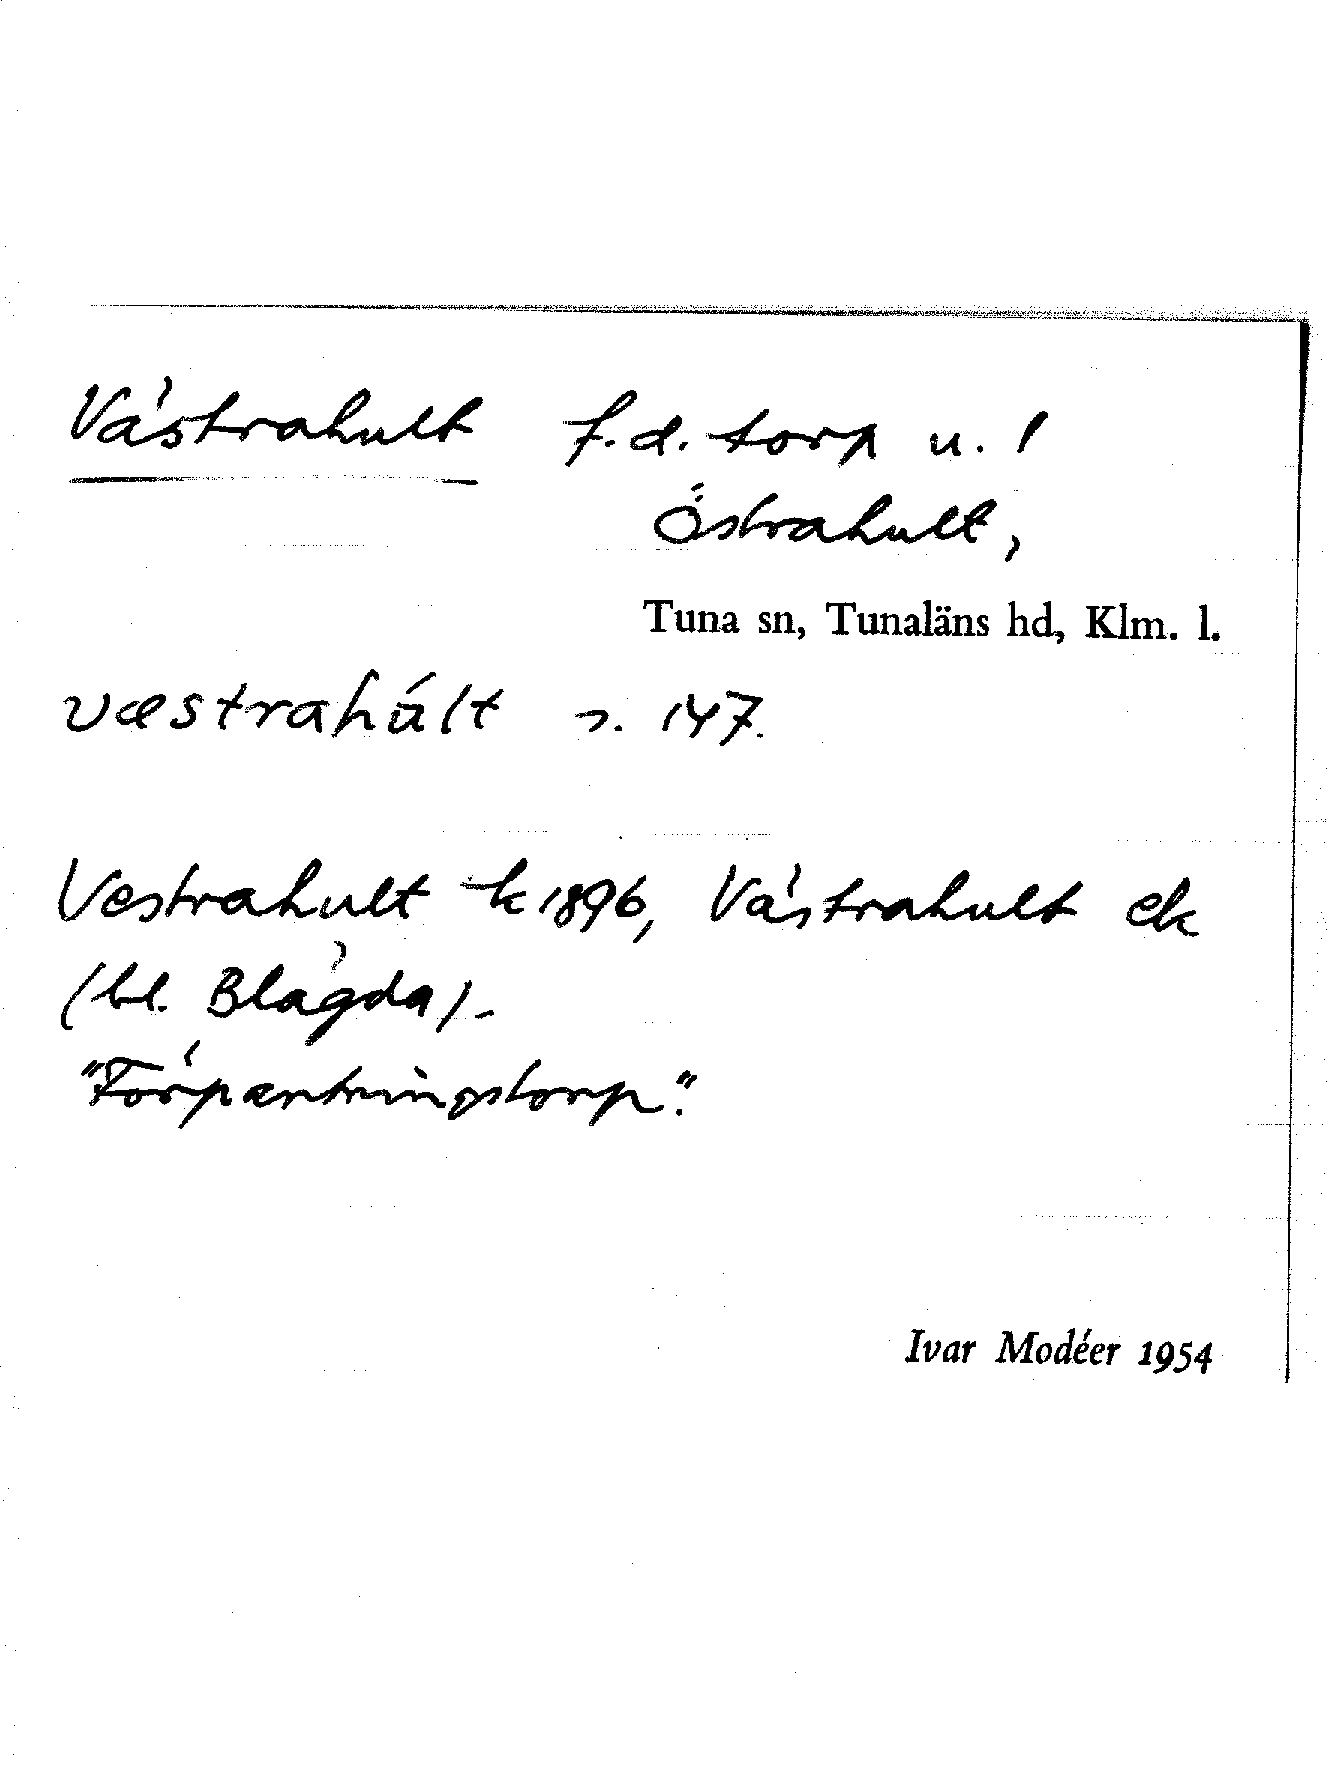 Västrahult f.d. torp u. 1
Östrahult,
Tuna sn, Tunaläns hd, Klm. l.
væstrahúlt s. 147.
Vestrahult k 1896, Västrahult ek
(bl. Blågda).
"Förpantningstorp".
Ivar Modéer 1954